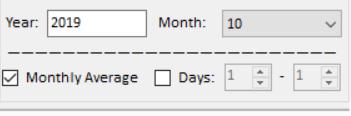 Year: 2019 Month: 10
Monthly Average Days: 1 - 1